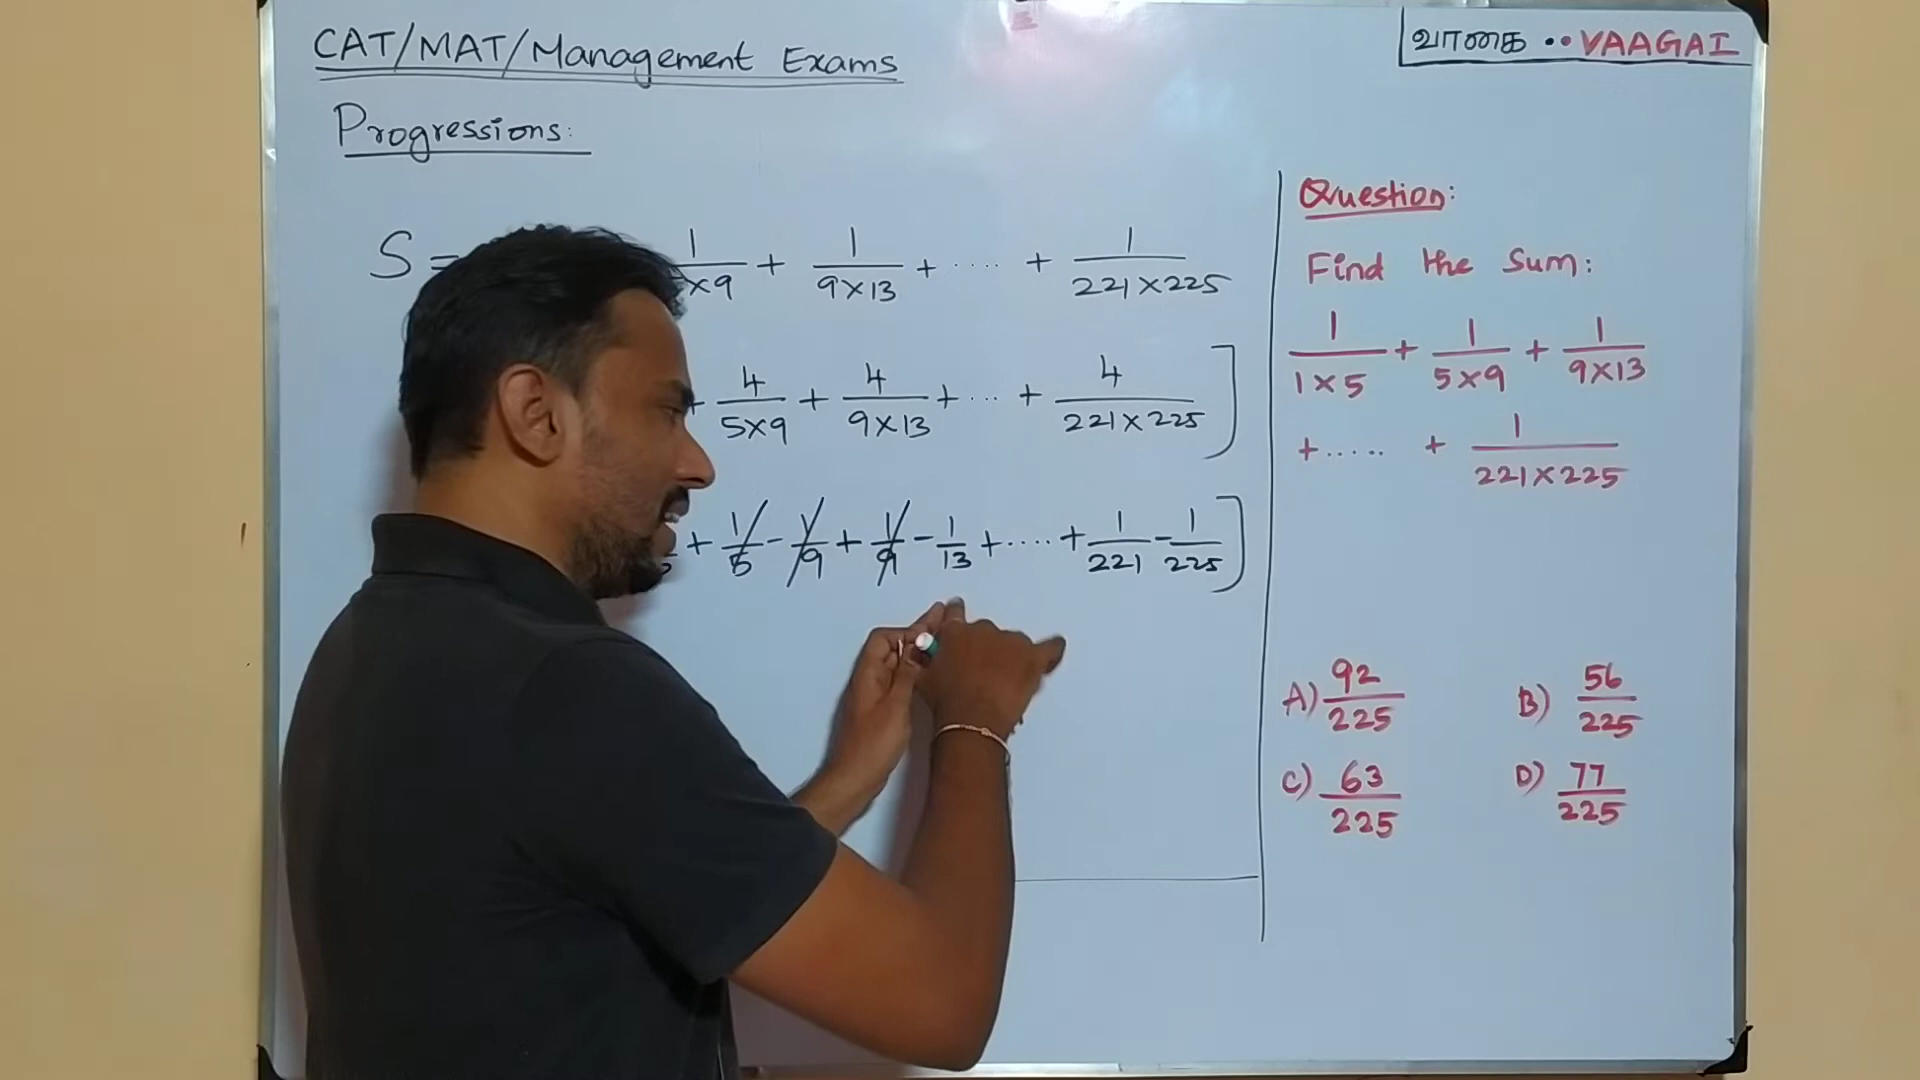 CAT/MAT/Management Exams
வாகை ..VAAGAI
Progressions:
S = 1/5×9 + 1/9×13 + ..... + 1/221×225
+ 4/5×9 + 4/9×13 + ... + 4/221×225 ]
+ 1/5 - 1/9 + 1/9 - 1/13 + .... + 1/221 - 1/225 ]
Question:
Find the Sum:
1/1×5 + 1/5×9 + 1/9×13
+ ..... + 1/221×225
A) 92/225 B) 56/225
C) 63/225 D) 77/225